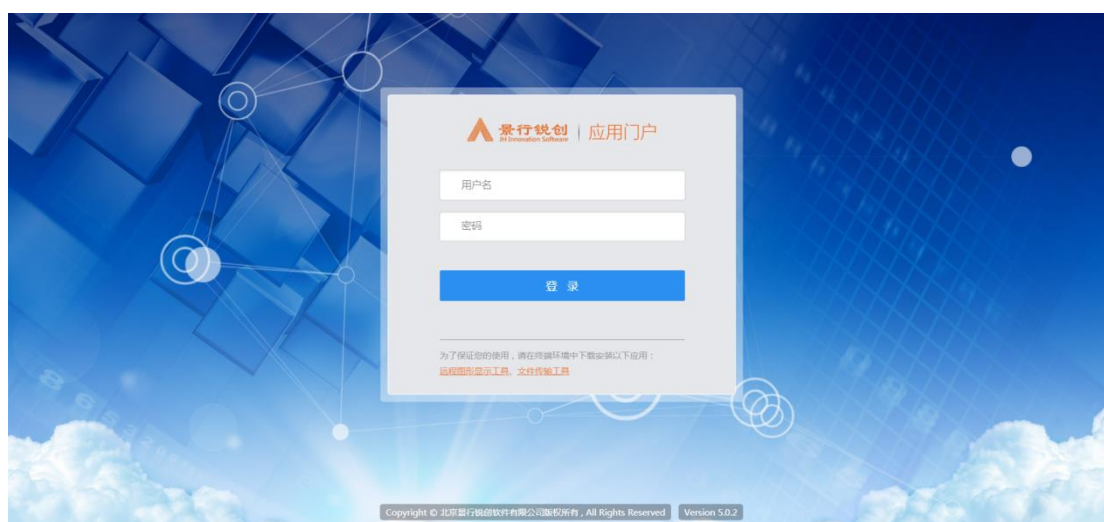 景行锐创 | 应用门户
JH Innovation Software
用户名
密码
登 录
为了保证您的使用，请在终端环境中下载安装以下应用：
远程图形显示工具、文件传输工具
Copyright © 北京景行锐创软件有限公司版权所有 , All Rights Reserved Version 5.0.2